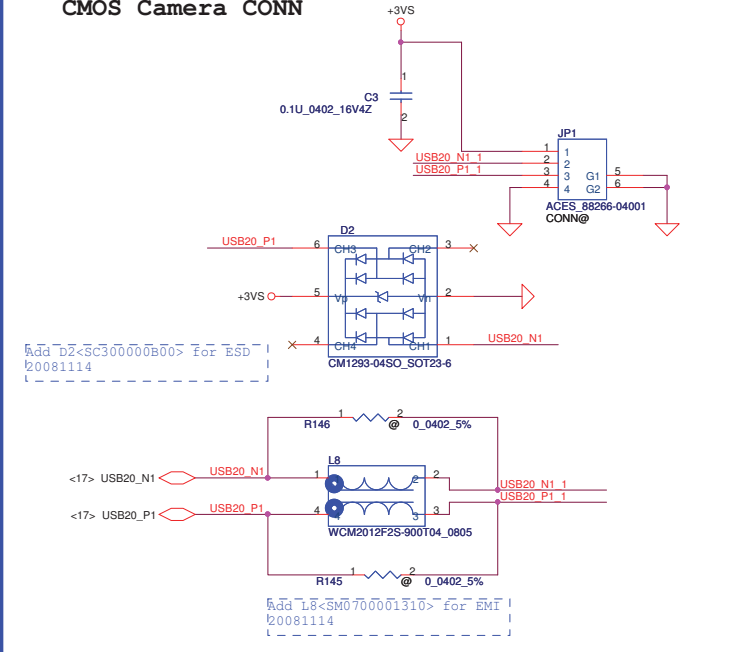 CMOS Camera CONN
+3VS
1
C3
0.1U_0402_16V4Z
2
JP1
USB20_N1_1
USB20_P1_1
1 1
2 2
3 3
4 4
G1 5
G2 6
ACES_88266-04001
CONN@
D2
USB20_P1 6 CH3 CH2 3
+3VS 5 Vp Vn 2
4 CH4 CH1 1 USB20_N1
CM1293-04SO_SOT23-6
Add D2<SC300000B00> for ESD
20081114
1 2
R146 @ 0_0402_5%
L8
<17> USB20_N1 USB20_N1 1 2 2 USB20_N1_1
USB20_P1_1
<17> USB20_P1 USB20_P1 4 4 3 3
WCM2012F2S-900T04_0805
1 2
R145 @ 0_0402_5%
Add L8<SM0700001310> for EMI
20081114